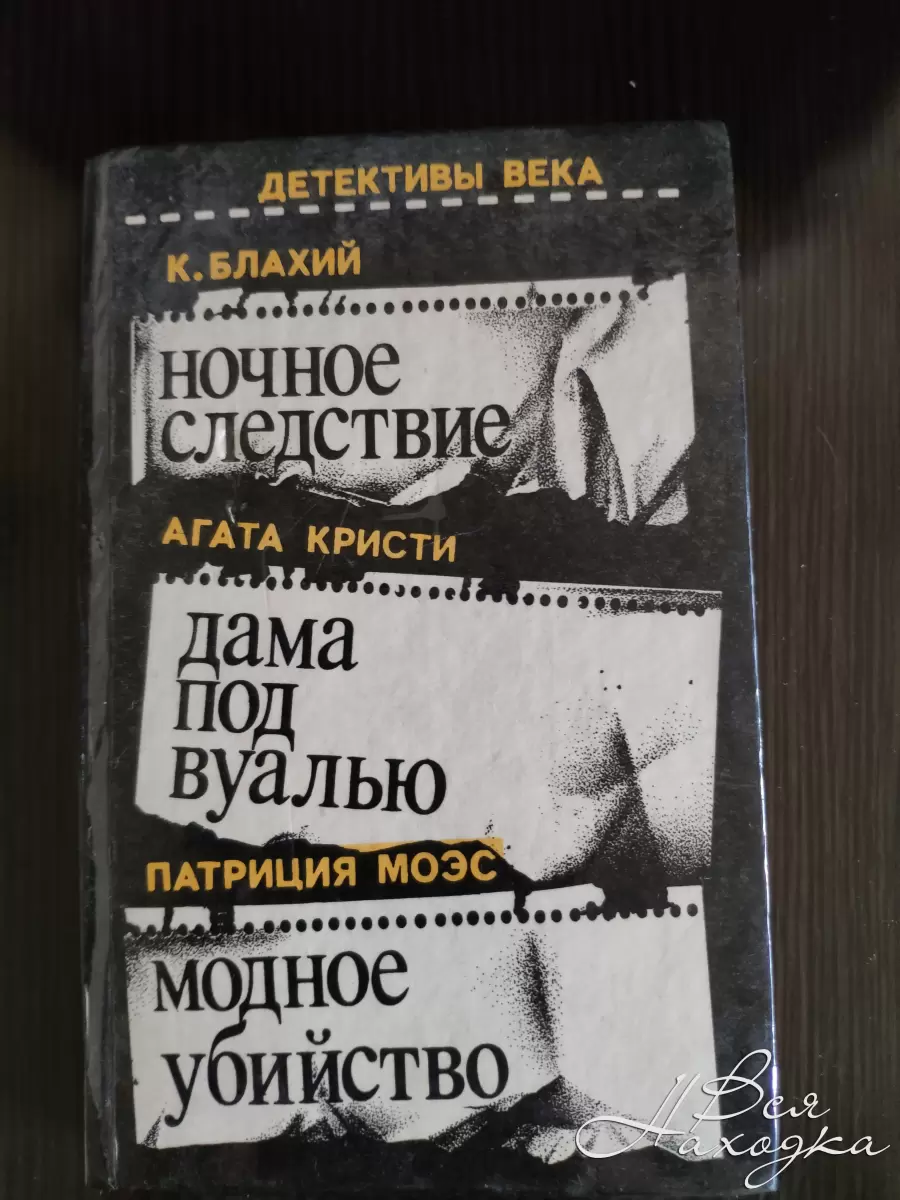 ДЕТЕКТИВЫ ВЕКА
К. БЛАХИЙ
ночное
следствие
АГАТА КРИСТИ
дама
под
вуалью
ПАТРИЦИЯ МОЭС
модное
убийство
Вся
Находка